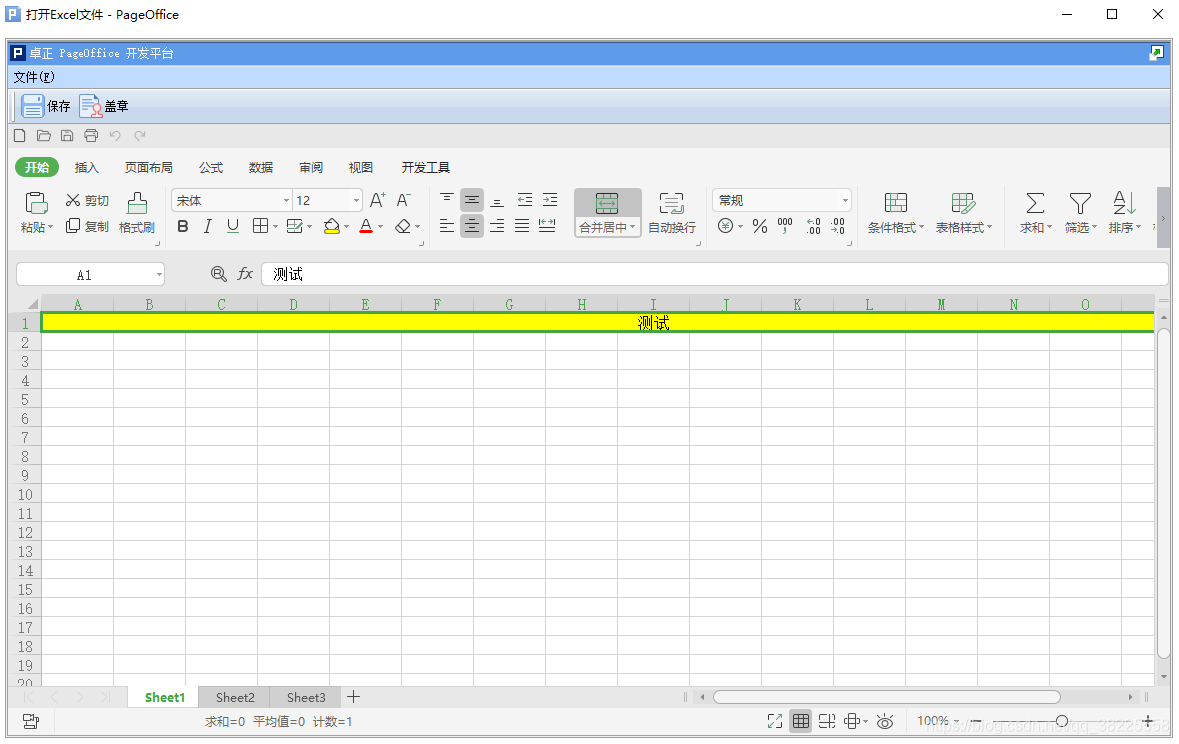 打开Excel文件 - PageOffice
卓正 PageOffice 开发平台
文件(F)
保存 盖章
开始 插入 页面布局 公式 数据 审阅 视图 开发工具
剪切 宋体 12 A+ A- 常规
粘贴 复制 格式刷 B I U A 合并居中 自动换行 % 000 .00 .00 条件格式 表格样式 求和 筛选 排序
A1 fx 测试
A B C D E F G H I J K L M N O
1 测试
2
3
4
5
6
7
8
9
10
11
12
13
14
15
16
17
18
19
20
Sheet1 Sheet2 Sheet3
求和=0 平均值=0 计数=1 100%